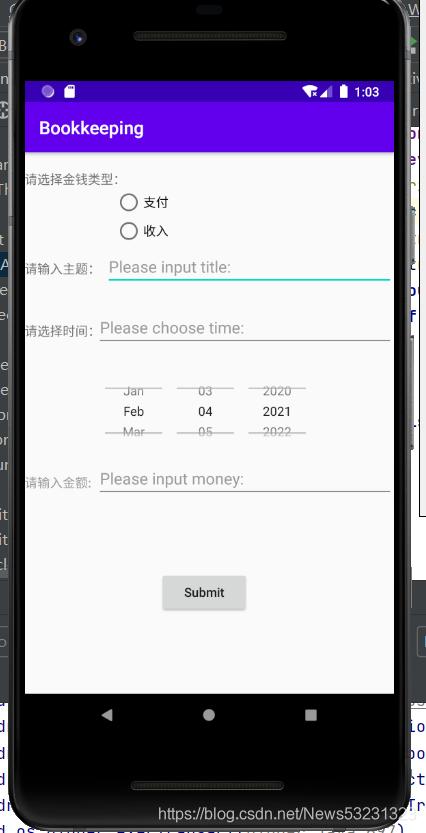 1:03
Bookkeeping
请选择金钱类型:
支付
收入
请输入主题: Please input title:
请选择时间: Please choose time:
Jan 03 2020
Feb 04 2021
Mar 05 2022
请输入金额: Please input money:
Submit
https://blog.csdn.net/News53231323